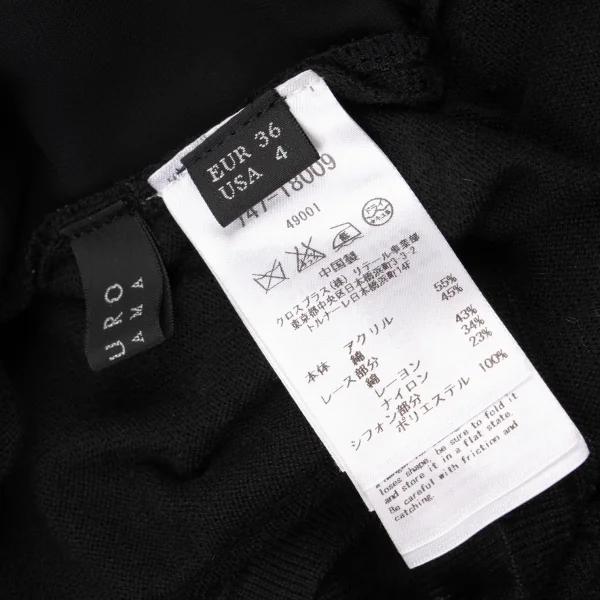 EUR 36
USA 4
URO
AMA
747-18009
49001
ドライ
中国製
クロスプラス(株) リテール事業部
東京都中央区日本橋浜町3-3-2
トルナーレ日本橋浜町14F
本体 アクリル 55%
綿 45%
レース部分
綿 43%
レーヨン 34%
ナイロン 23%
シフォン部分
ポリエステル 100%
loses shape, be sure to fold it
and store it in a flat state.
Be careful with friction and
catching.